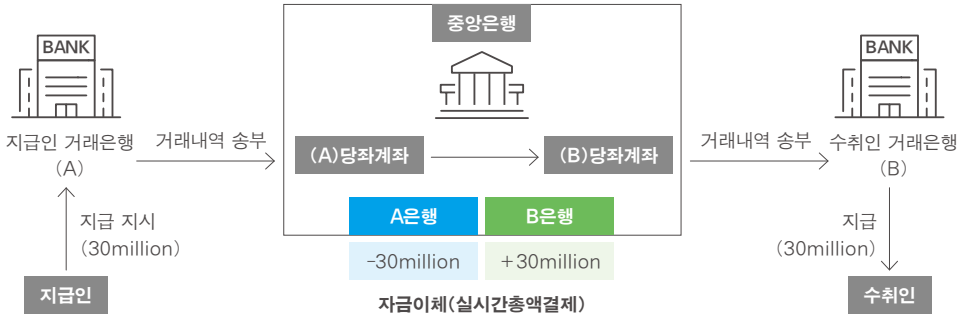 중앙은행
BANK
BANK
지급인 거래은행
(A)
거래내역 송부
(A)당좌계좌
(B)당좌계좌
거래내역 송부
수취인 거래은행
(B)
지급 지시
(30million)
A은행
B은행
지급
(30million)
-30million
+30million
지급인
수취인
자금이체(실시간총액결제)